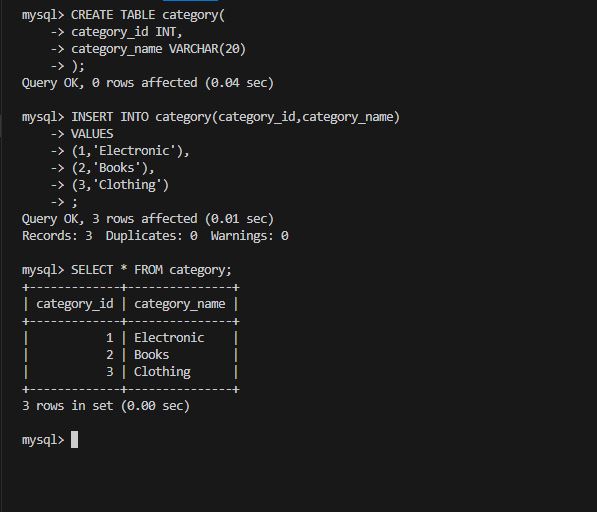 mysql> CREATE TABLE category(
    -> category_id INT,
    -> category_name VARCHAR(20)
    -> );
Query OK, 0 rows affected (0.04 sec)

mysql> INSERT INTO category(category_id,category_name)
    -> VALUES
    -> (1,'Electronic'),
    -> (2,'Books'),
    -> (3,'Clothing')
    -> ;
Query OK, 3 rows affected (0.01 sec)
Records: 3  Duplicates: 0  Warnings: 0

mysql> SELECT * FROM category;
+-------------+---------------+
| category_id | category_name |
+-------------+---------------+
|           1 | Electronic    |
|           2 | Books         |
|           3 | Clothing      |
+-------------+---------------+
3 rows in set (0.00 sec)

mysql>